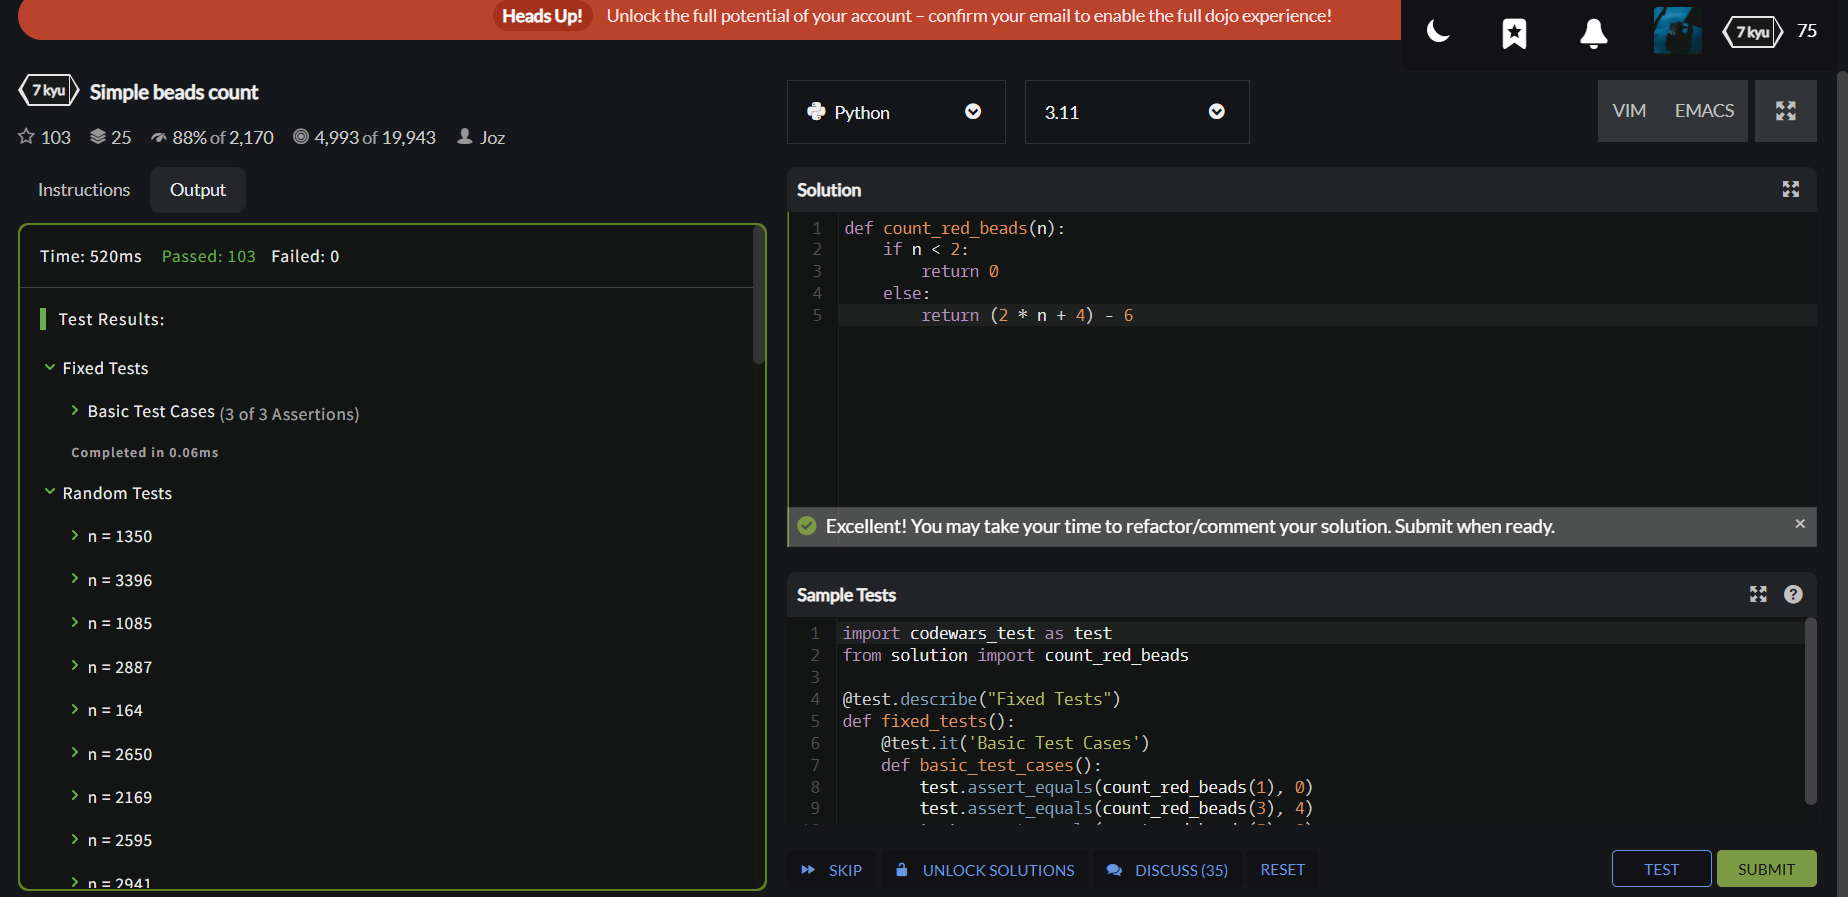 Heads Up! Unlock the full potential of your account – confirm your email to enable the full dojo experience!
7 kyu 75
7 kyu Simple beads count
103 25 88% of 2,170 4,993 of 19,943 Joz
Instructions Output
Time: 520ms Passed: 103 Failed: 0
Test Results:
Fixed Tests
Basic Test Cases (3 of 3 Assertions)
Completed in 0.06ms
Random Tests
n = 1350
n = 3396
n = 1085
n = 2887
n = 164
n = 2650
n = 2169
n = 2595
n = 2941
Python 3.11 VIM EMACS
Solution
1 def count_red_beads(n):
2 if n < 2:
3 return 0
4 else:
5 return (2 * n + 4) - 6
Excellent! You may take your time to refactor/comment your solution. Submit when ready. ×
Sample Tests ?
1 import codewars_test as test
2 from solution import count_red_beads
3
4 @test.describe("Fixed Tests")
5 def fixed_tests():
6 @test.it('Basic Test Cases')
7 def basic_test_cases():
8 test.assert_equals(count_red_beads(1), 0)
9 test.assert_equals(count_red_beads(3), 4)
SKIP UNLOCK SOLUTIONS DISCUSS (35) RESET TEST SUBMIT